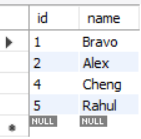 id name
1 Bravo
2 Alex
4 Cheng
5 Rahul
NULL NULL